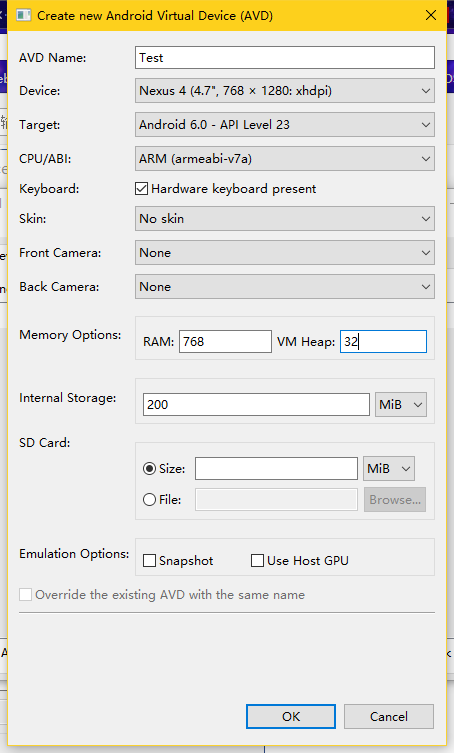 Create new Android Virtual Device (AVD)
AVD Name: Test
Device: Nexus 4 (4.7", 768 × 1280: xhdpi)
Target: Android 6.0 - API Level 23
CPU/ABI: ARM (armeabi-v7a)
Keyboard: Hardware keyboard present
Skin: No skin
Front Camera: None
Back Camera: None
Memory Options: RAM: 768 VM Heap: 32
Internal Storage: 200 MiB
SD Card:
Size: MiB
File: Browse...
Emulation Options: Snapshot Use Host GPU
Override the existing AVD with the same name
OK Cancel